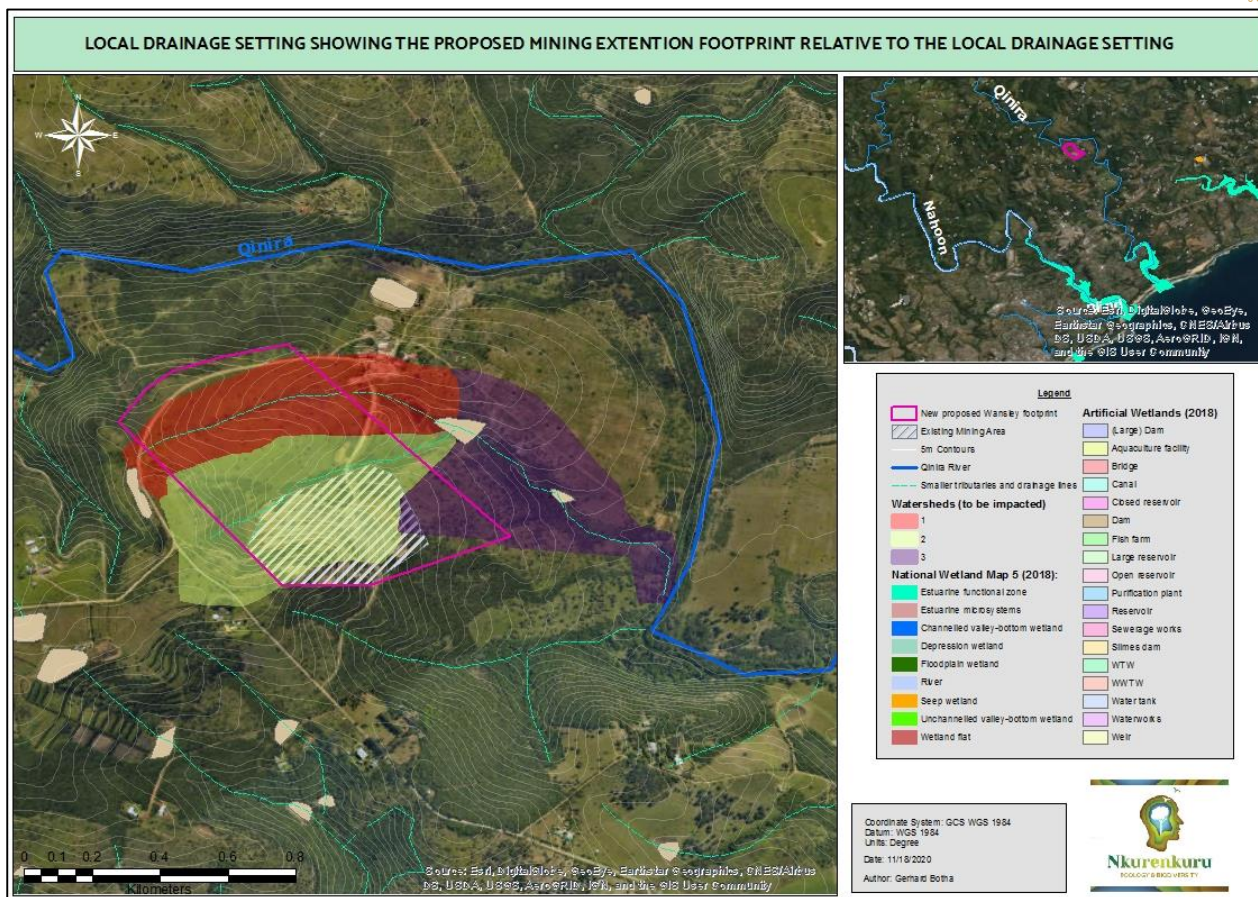 LOCAL DRAINAGE SETTING SHOWING THE PROPOSED MINING EXTENTION FOOTPRINT RELATIVE TO THE LOCAL DRAINAGE SETTING
N
W
E
S
Qinira
0 0.1 0.2 0.4 0.6 0.8
Kilometers
Source: Esri, DigitalGlobe, GeoEye, Earthstar Geographics, CNES/Airbus
DS, USDA, USGS, AeroGRID, IGN, and the GIS User Community
Qinira
Nahoon
Source: Esri, DigitalGlobe, GeoEye,
Earthstar Geographics, CNES/Airbus
DS, USDA, USGS, AeroGRID, IGN,
and the GIS User Community
Legend
New proposed Wansley footprint
Existing Mining Area
5m Contours
Qinira River
Smaller tributaries and drainage lines
Watersheds (to be impacted)
1
2
3
National Wetland Map 5 (2018):
Estuarine functional zone
Estuarine microsystems
Channelled valley-bottom wetland
Depression wetland
Floodplain wetland
River
Seep wetland
Unchannelled valley-bottom wetland
Wetland flat
Artificial Wetlands (2018)
(Large) Dam
Aquaculture facility
Bridge
Canal
Closed reservoir
Dam
Fish farm
Large reservoir
Open reservoir
Purification plant
Reservoir
Sewerage works
Slimes dam
WTW
WWTW
Water tank
Waterworks
Weir
Coordinate System: GCS WGS 1984
Datum: WGS 1984
Units: Degree
Date: 11/18/2020
Author: Gerhard Botha
Nkurenkuru
ECOLOGY & BIODIVERSITY